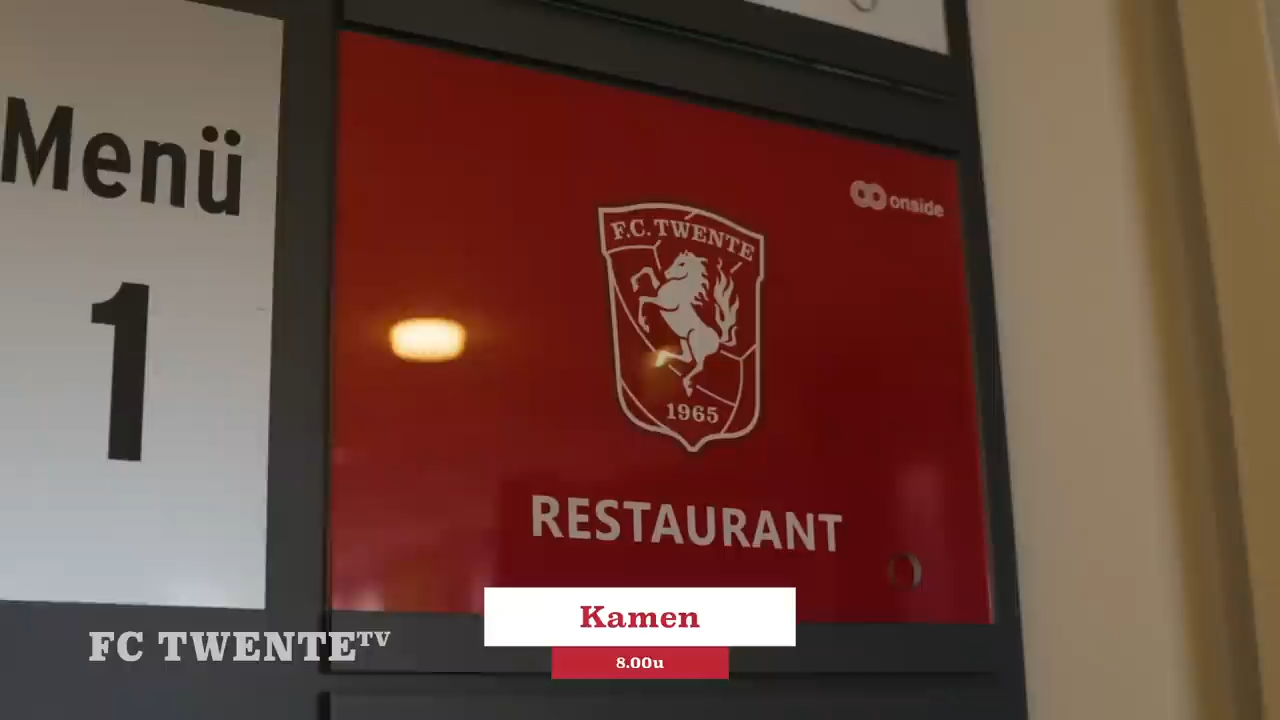 Menü
1
onside
F.C. TWENTE
1965
RESTAURANT
Kamen
8.00u
FC TWENTE TV